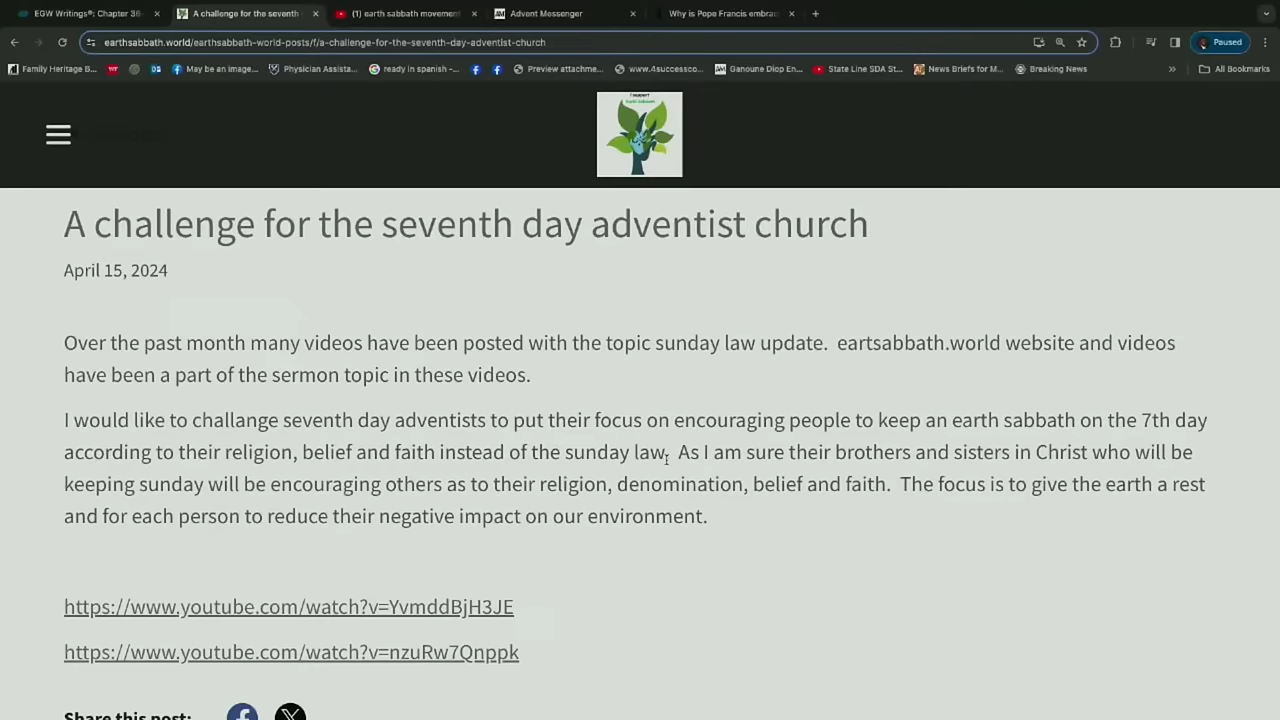 EGW Writings®: Chapter 36-
A challenge for the seventh
(1) earth sabbath movement
Advent Messenger
Why is Pope Francis embra
earthsabbath.world/earthsabbath-world-posts/f/a-challenge-for-the-seventh-day-adventist-church
Paused
Family Heritage B...
May be an image...
Physician Assista...
ready in spanish -...
Preview attachme...
www.4successco...
Ganoune Diop En...
State Line SDA St...
News Briefs for M...
Breaking News
All Bookmarks
I support
earth sabbath
A challenge for the seventh day adventist church
April 15, 2024
Over the past month many videos have been posted with the topic sunday law update.  eartsabbath.world website and videos
have been a part of the sermon topic in these videos.
I would like to challange seventh day adventists to put their focus on encouraging people to keep an earth sabbath on the 7th day
according to their religion, belief and faith instead of the sunday law.  As I am sure their brothers and sisters in Christ who will be
keeping sunday will be encouraging others as to their religion, denomination, belief and faith.  The focus is to give the earth a rest
and for each person to reduce their negative impact on our environment.
https://www.youtube.com/watch?v=YvmddBjH3JE
https://www.youtube.com/watch?v=nzuRw7Qnppk
Share this post: